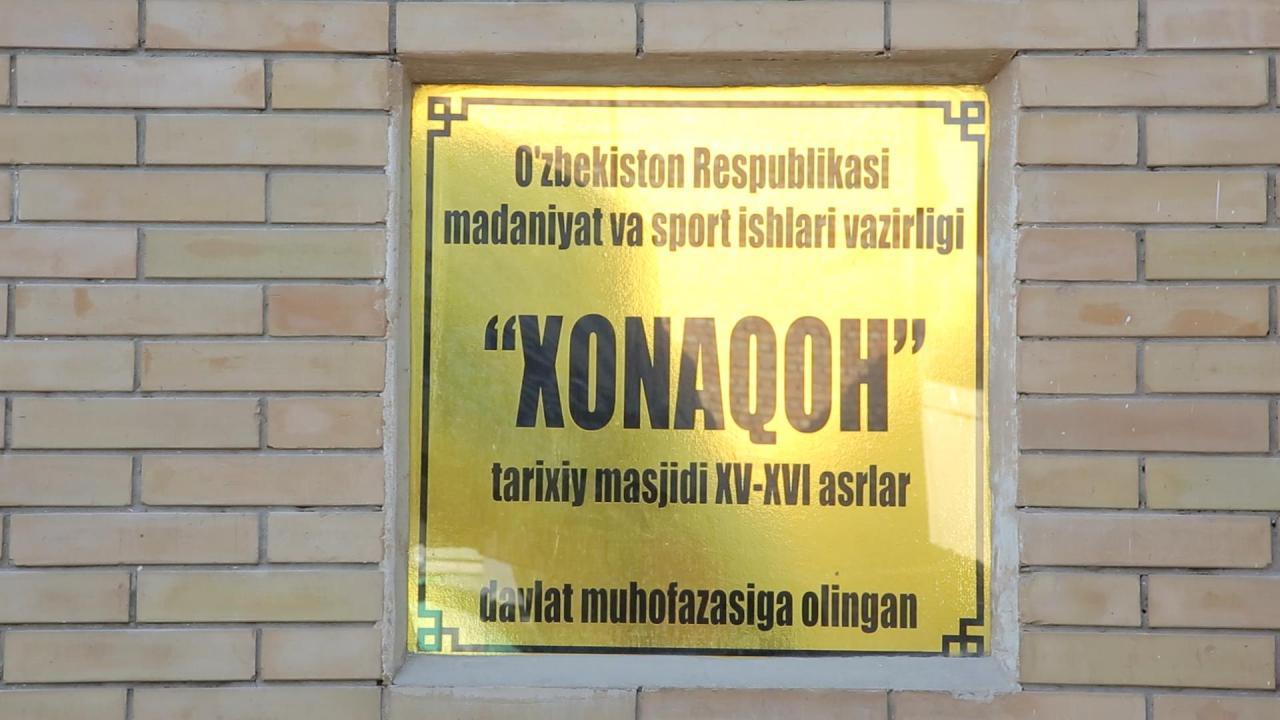 O'zbekiston Respublikasi
madaniyat va sport ishlari vazirligi
“XONAQOH”
tarixiy masjidi XV-XVI asrlar
davlat muhofazasiga olingan